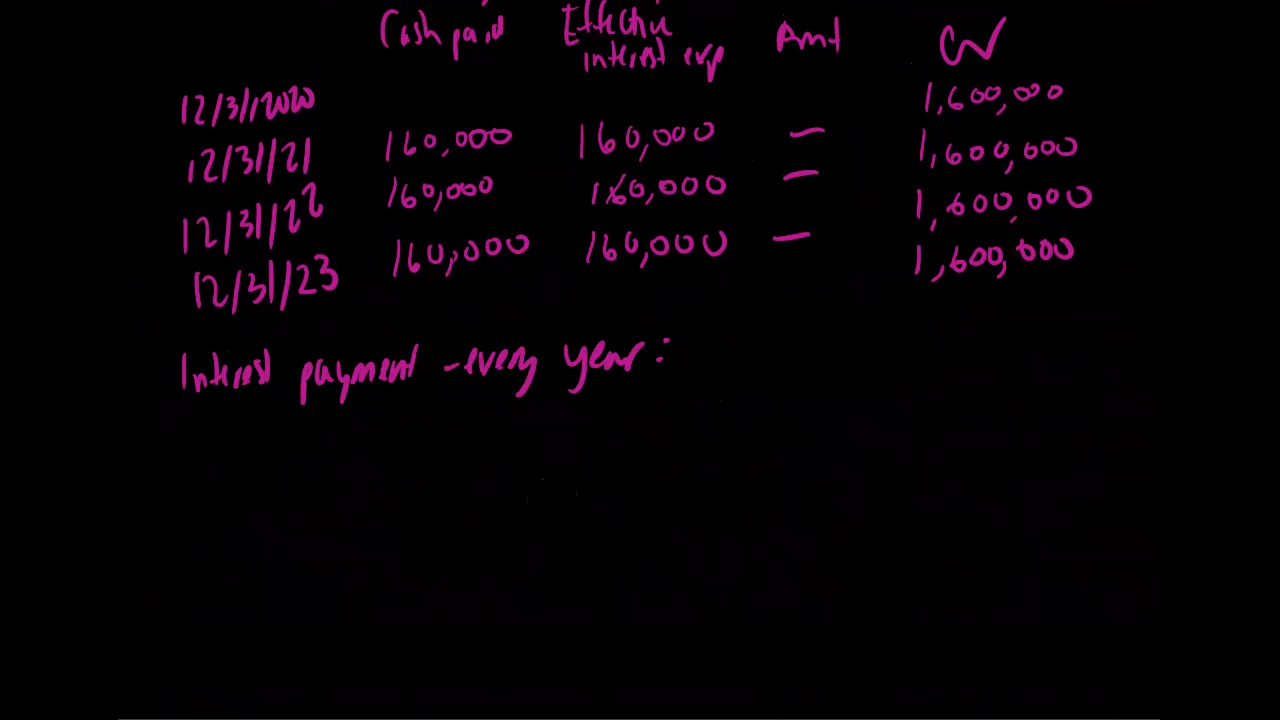 Cash paid Effective interest exp Amt CV
12/31/2020 1,600,000
12/31/21 160,000 160,000 — 1,600,000
12/31/22 160,000 160,000 — 1,600,000
12/31/23 160,000 160,000 — 1,600,000
Interest payment - every year: